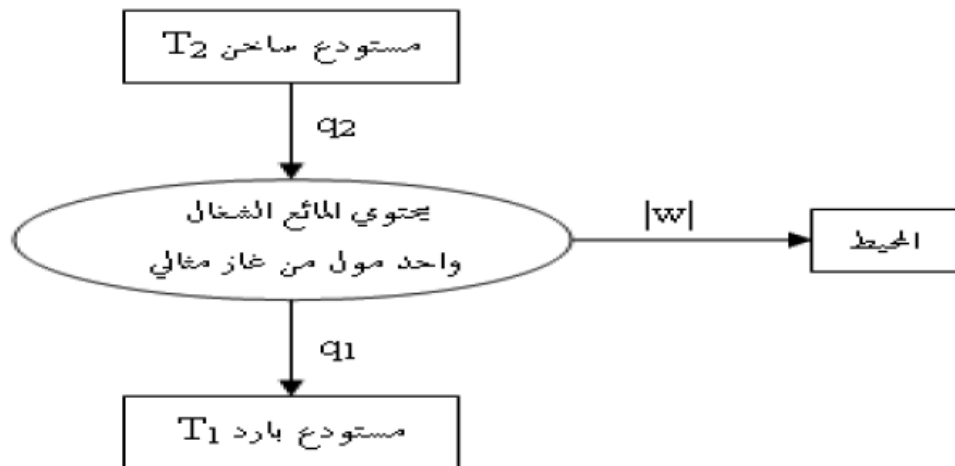 مستودع ساخن T2
q2
يحتوي المائع الشغال
واحد مول من غاز مثالي
|w|
المحيط
q1
مستودع بارد T1